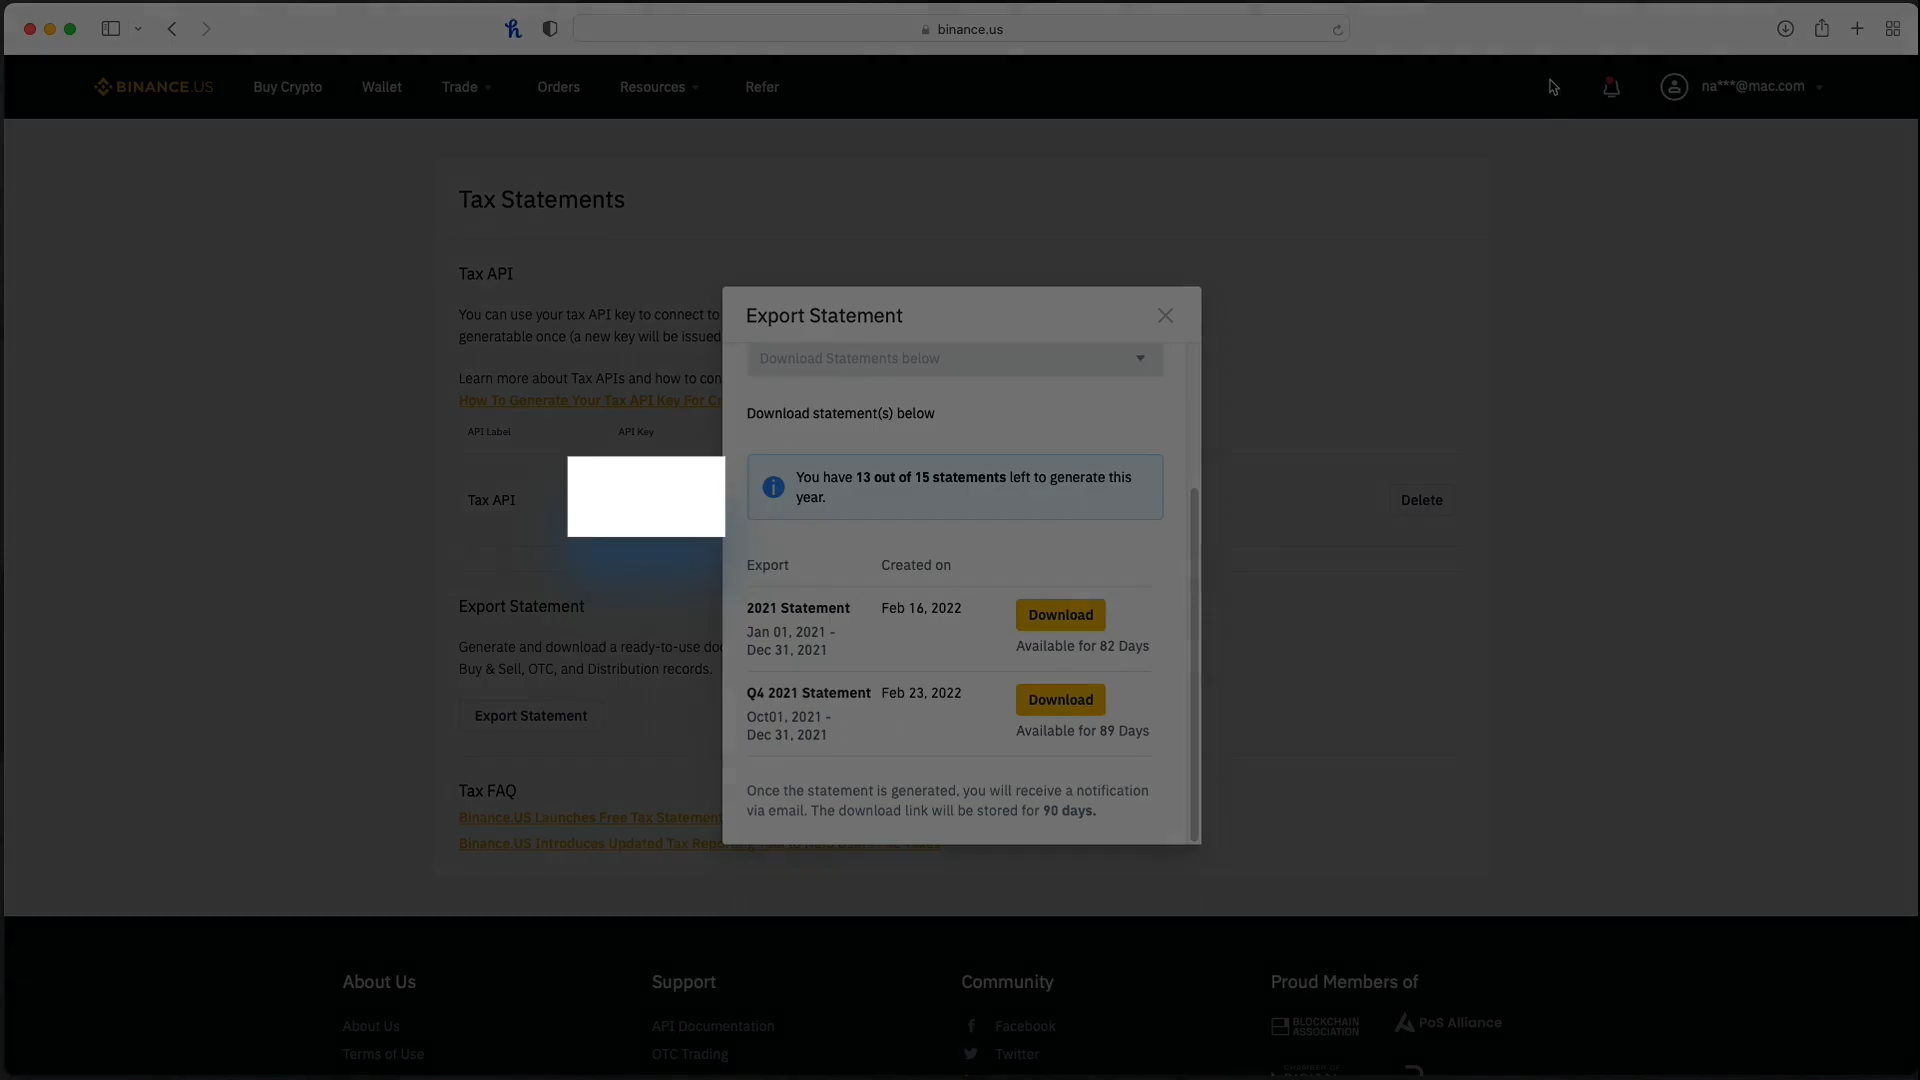 binance.us
BINANCE.US
Buy Crypto
Wallet
Trade
Orders
Resources
Refer
na***@mac.com
Tax Statements
Tax API
You can use your tax API key to connect to
generatable once (a new key will be issued
Learn more about Tax APIs and how to con
How To Generate Your Tax API Key For Cr
API Label
API Key
Tax API
Delete
Export Statement
Generate and download a ready-to-use doc
Buy & Sell, OTC, and Distribution records.
Export Statement
Tax FAQ
Binance.US Launches Free Tax Statement
Binance.US Introduces Updated Tax Reporting
Export Statement
Download Statements below
Download statement(s) below
You have 13 out of 15 statements left to generate this
year.
Export
Created on
2021 Statement
Feb 16, 2022
Download
Jan 01, 2021 -
Dec 31, 2021
Available for 82 Days
Q4 2021 Statement
Feb 23, 2022
Download
Oct01, 2021 -
Dec 31, 2021
Available for 89 Days
Once the statement is generated, you will receive a notification
via email. The download link will be stored for 90 days.
About Us
Support
Community
Proud Members of
About Us
API Documentation
Facebook
BLOCKCHAIN
ASSOCIATION
PoS Alliance
Terms of Use
OTC Trading
Twitter